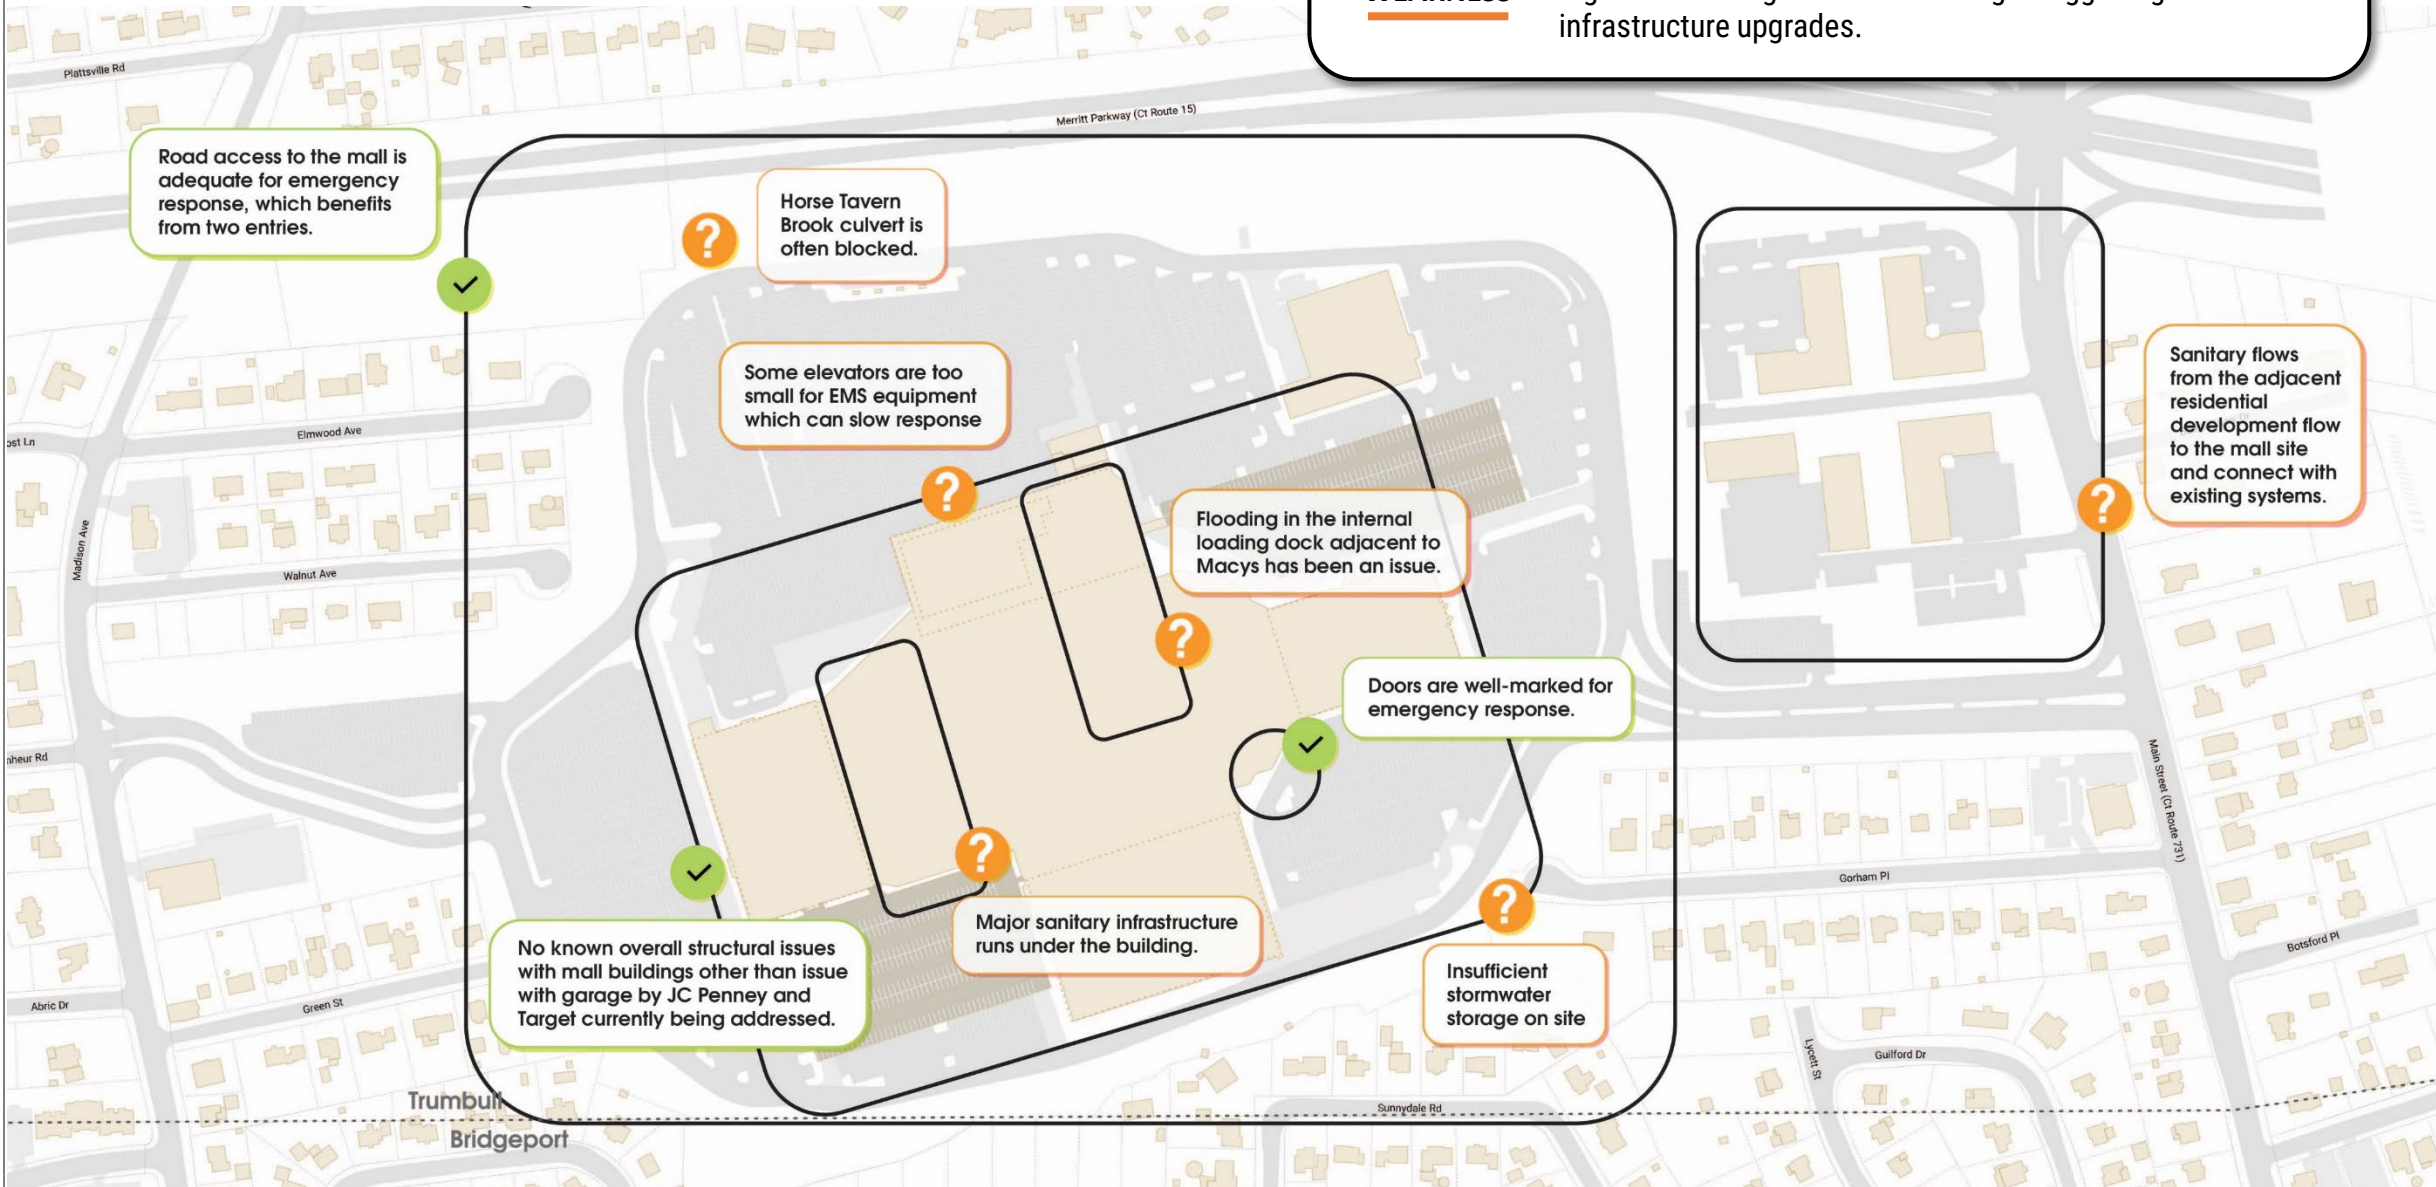 infrastructure upgrades.
Plattsville Rd
Merritt Parkway (Ct Route 15)
Road access to the mall is
adequate for emergency
response, which benefits
from two entries.
Horse Tavern
Brook culvert is
often blocked.
Some elevators are too
small for EMS equipment
which can slow response
Sanitary flows
from the adjacent
residential
development flow
to the mall site
and connect with
existing systems.
ost Ln
Elmwood Ave
Madison Ave
Walnut Ave
Flooding in the internal
loading dock adjacent to
Macys has been an issue.
Doors are well-marked for
emergency response.
nheur Rd
Main Street (Ct Route 731)
Gorham Pl
Major sanitary infrastructure
runs under the building.
No known overall structural issues
with mall buildings other than issue
with garage by JC Penney and
Target currently being addressed.
Insufficient
stormwater
storage on site
Botsford Pl
Abric Dr
Green St
Lycett St
Guilford Dr
Trumbull
Sunnydale Rd
Bridgeport